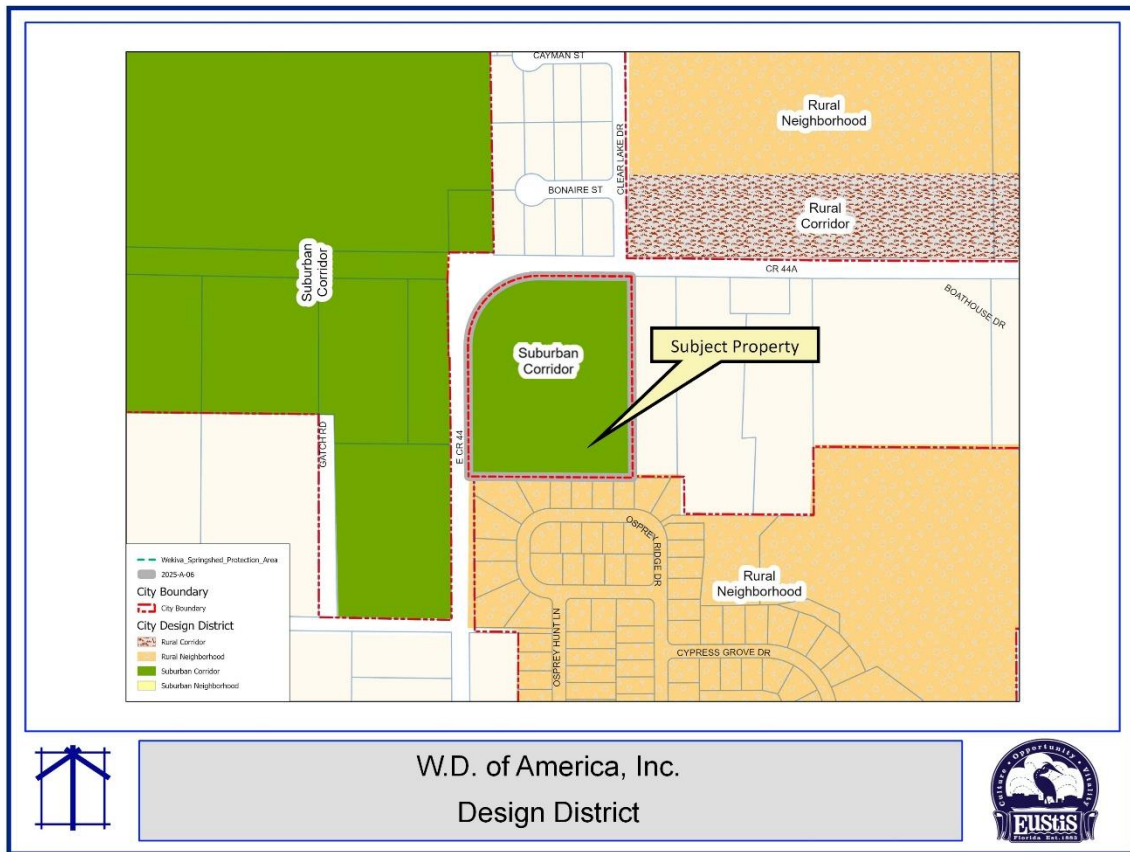 CAYMAN ST
CLEAR LAKE DR
BONAIRE ST
Rural
Neighborhood
Rural
Corridor
Suburban
Corridor
CR 44A
BOATHOUSE DR
Suburban
Corridor
Subject Property
E CR 44
GATCH RD
OSPREY RIDGE DR
Rural
Neighborhood
OSPREY HUNT LN
CYPRESS GROVE DR
Wekiva_Springshed_Protection_Area
2025-A-06
City Boundary
City Boundary
City Design District
Rural Corridor
Rural Neighborhood
Suburban Corridor
Suburban Neighborhood
W.D. of America, Inc.
Design District
Culture • Opportunity • Vitality
EUSTIS
Florida Est. 1883